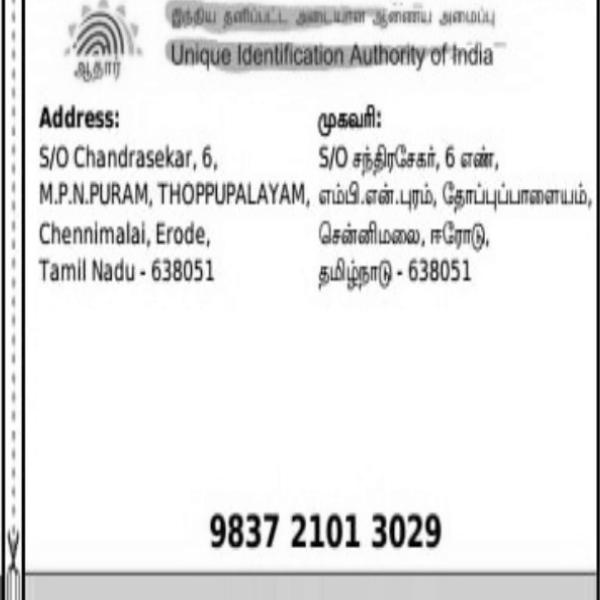 இந்திய தனிப்பட்ட அடையாள ஆணைய அமைப்பு
Unique Identification Authority of India
ஆதார்
Address:
S/O Chandrasekar, 6,
M.P.N.PURAM, THOPPUPALAYAM,
Chennimalai, Erode,
Tamil Nadu - 638051
முகவரி:
S/O சந்திரசேகர், 6 எண்,
எம்பி.என்.புரம், தோப்புப்பாளையம்,
சென்னிமலை, ஈரோடு,
தமிழ்நாடு - 638051
9837 2101 3029